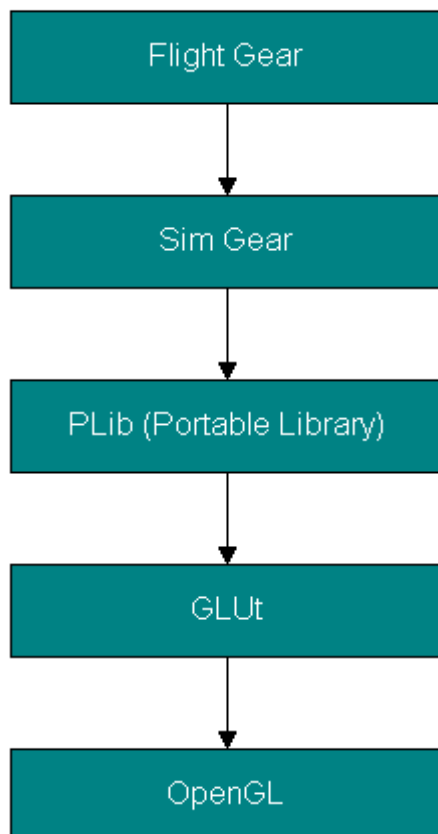 Flight Gear
Sim Gear
PLib (Portable Library)
GLUt
OpenGL